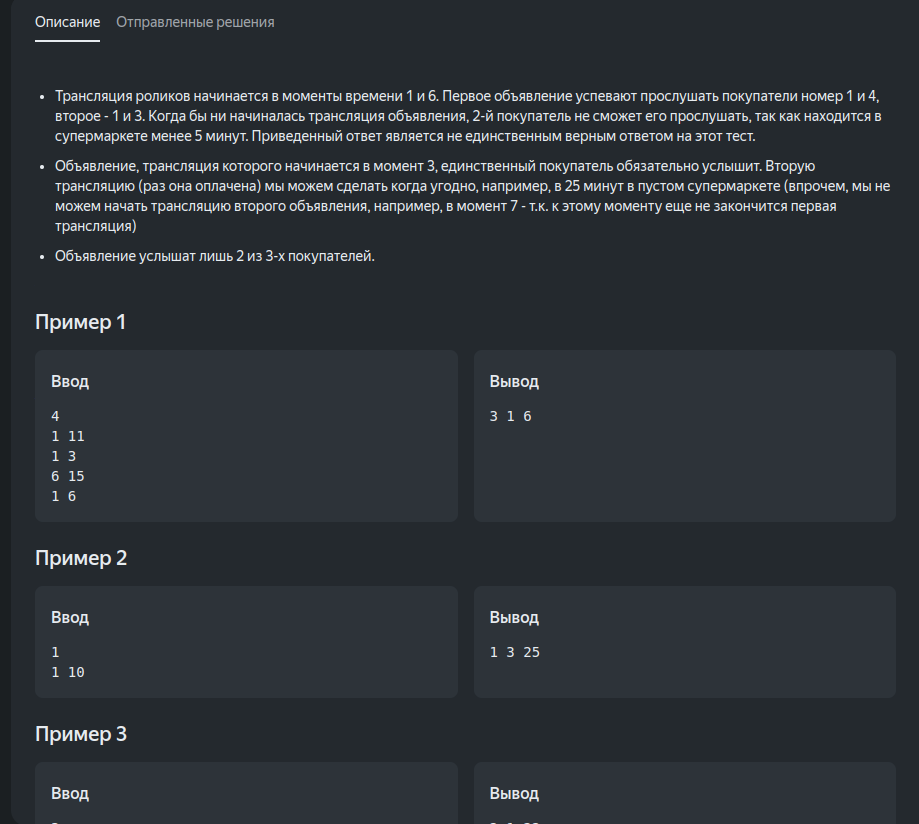 Описание Отправленные решения
• Трансляция роликов начинается в моменты времени 1 и 6. Первое объявление успевают прослушать покупатели номер 1 и 4,
второе - 1 и 3. Когда бы ни начиналась трансляция объявления, 2-й покупатель не сможет его прослушать, так как находится в
супермаркете менее 5 минут. Приведенный ответ является не единственным верным ответом на этот тест.
• Объявление, трансляция которого начинается в момент 3, единственный покупатель обязательно услышит. Вторую
трансляцию (раз она оплачена) мы можем сделать когда угодно, например, в 25 минут в пустом супермаркете (впрочем, мы не
можем начать трансляцию второго объявления, например, в момент 7 - т.к. к этому моменту еще не закончится первая
трансляция)
• Объявление услышат лишь 2 из 3-х покупателей.
Пример 1
Ввод
4
1 11
1 3
6 15
1 6
Вывод
3 1 6
Пример 2
Ввод
1
1 10
Вывод
1 3 25
Пример 3
Ввод
Вывод